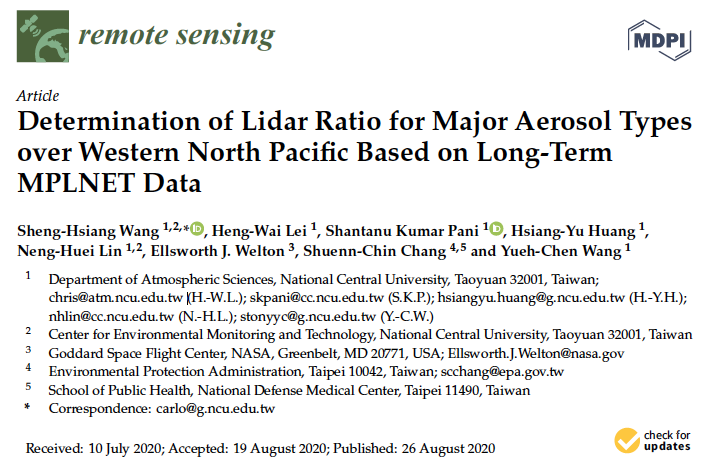 remote sensing
MDPI
Article
Determination of Lidar Ratio for Major Aerosol Types
over Western North Pacific Based on Long-Term
MPLNET Data
Sheng-Hsiang Wang 1,2,* iD, Heng-Wai Lei 1, Shantanu Kumar Pani 1 iD, Hsiang-Yu Huang 1,
Neng-Huei Lin 1,2, Ellsworth J. Welton 3, Shuenn-Chin Chang 4,5 and Yueh-Chen Wang 1
1 Department of Atmospheric Sciences, National Central University, Taoyuan 32001, Taiwan;
chris@atm.ncu.edu.tw (H.-W.L.); skpani@cc.ncu.edu.tw (S.K.P.); hsiangyu.huang@g.ncu.edu.tw (H.-Y.H.);
nhlin@cc.ncu.edu.tw (N.-H.L.); stonyyc@g.ncu.edu.tw (Y.-C.W.)
2 Center for Environmental Monitoring and Technology, National Central University, Taoyuan 32001, Taiwan
3 Goddard Space Flight Center, NASA, Greenbelt, MD 20771, USA; Ellsworth.J.Welton@nasa.gov
4 Environmental Protection Administration, Taipei 10042, Taiwan; scchang@epa.gov.tw
5 School of Public Health, National Defense Medical Center, Taipei 11490, Taiwan
* Correspondence: carlo@g.ncu.edu.tw
Received: 10 July 2020; Accepted: 19 August 2020; Published: 26 August 2020
check for
updates